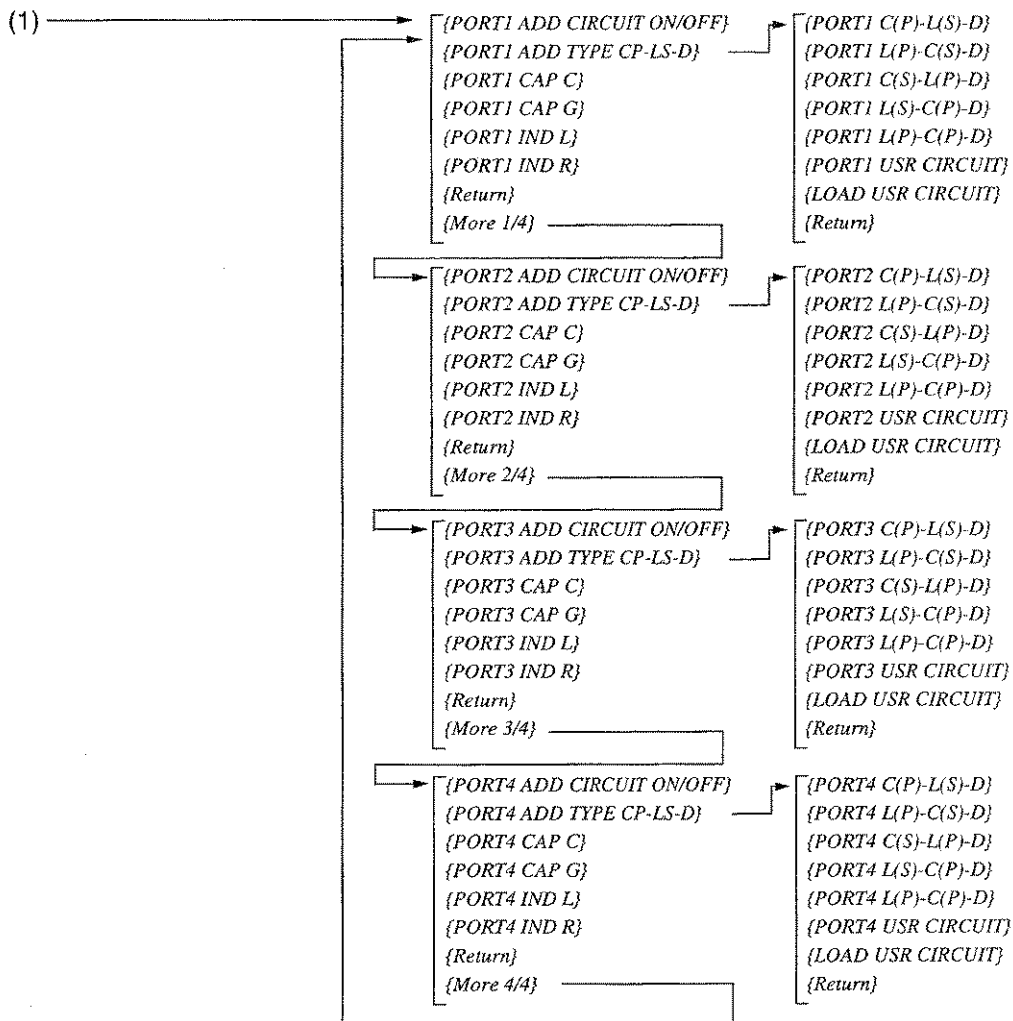 (1)
{PORT1 ADD CIRCUIT ON/OFF}
{PORT1 ADD TYPE CP-LS-D}
{PORT1 CAP C}
{PORT1 CAP G}
{PORT1 IND L}
{PORT1 IND R}
{Return}
{More 1/4}
{PORT1 C(P)-L(S)-D}
{PORT1 L(P)-C(S)-D}
{PORT1 C(S)-L(P)-D}
{PORT1 L(S)-C(P)-D}
{PORT1 L(P)-C(P)-D}
{PORT1 USR CIRCUIT}
{LOAD USR CIRCUIT}
{Return}
{PORT2 ADD CIRCUIT ON/OFF}
{PORT2 ADD TYPE CP-LS-D}
{PORT2 CAP C}
{PORT2 CAP G}
{PORT2 IND L}
{PORT2 IND R}
{Return}
{More 2/4}
{PORT2 C(P)-L(S)-D}
{PORT2 L(P)-C(S)-D}
{PORT2 C(S)-L(P)-D}
{PORT2 L(S)-C(P)-D}
{PORT2 L(P)-C(P)-D}
{PORT2 USR CIRCUIT}
{LOAD USR CIRCUIT}
{Return}
{PORT3 ADD CIRCUIT ON/OFF}
{PORT3 ADD TYPE CP-LS-D}
{PORT3 CAP C}
{PORT3 CAP G}
{PORT3 IND L}
{PORT3 IND R}
{Return}
{More 3/4}
{PORT3 C(P)-L(S)-D}
{PORT3 L(P)-C(S)-D}
{PORT3 C(S)-L(P)-D}
{PORT3 L(S)-C(P)-D}
{PORT3 L(P)-C(P)-D}
{PORT3 USR CIRCUIT}
{LOAD USR CIRCUIT}
{Return}
{PORT4 ADD CIRCUIT ON/OFF}
{PORT4 ADD TYPE CP-LS-D}
{PORT4 CAP C}
{PORT4 CAP G}
{PORT4 IND L}
{PORT4 IND R}
{Return}
{More 4/4}
{PORT4 C(P)-L(S)-D}
{PORT4 L(P)-C(S)-D}
{PORT4 C(S)-L(P)-D}
{PORT4 L(S)-C(P)-D}
{PORT4 L(P)-C(P)-D}
{PORT4 USR CIRCUIT}
{LOAD USR CIRCUIT}
{Return}